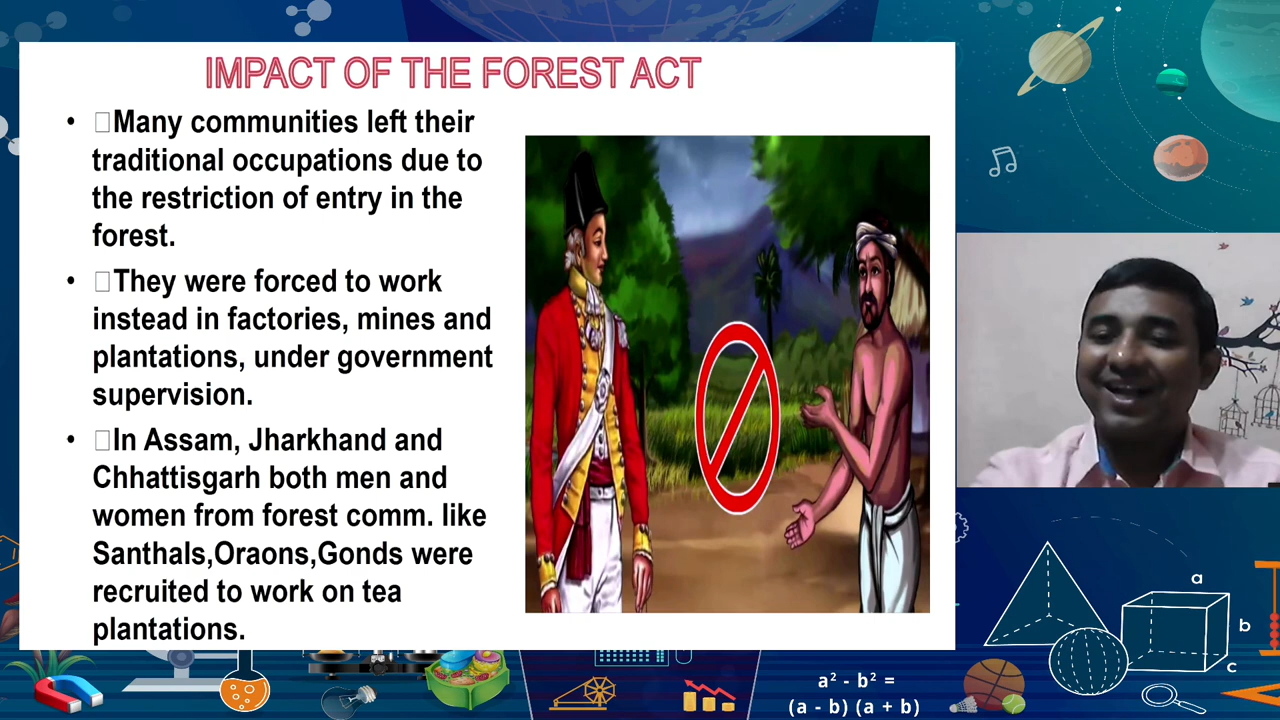 IMPACT OF THE FOREST ACT
• Many communities left their
traditional occupations due to
the restriction of entry in the
forest.
• They were forced to work
instead in factories, mines and
plantations, under government
supervision.
• In Assam, Jharkhand and
Chhattisgarh both men and
women from forest comm. like
Santhals,Oraons,Gonds were
recruited to work on tea
plantations.
a
b
c
a² - b² =
(a - b) (a + b)